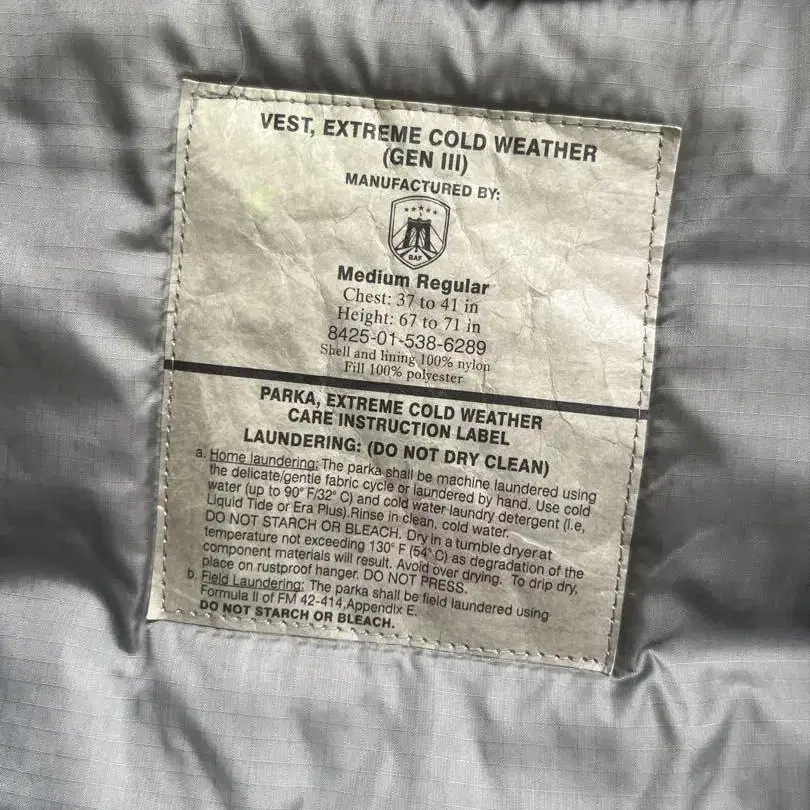 VEST, EXTREME COLD WEATHER
(GEN III)
MANUFACTURED BY:
BAF
Medium Regular
Chest: 37 to 41 in
Height: 67 to 71 in
8425-01-538-6289
Shell and lining 100% nylon
Fill 100% polyester
PARKA, EXTREME COLD WEATHER
CARE INSTRUCTION LABEL
LAUNDERING: (DO NOT DRY CLEAN)
a. Home laundering: The parka shall be machine laundered using
the delicate/gentle fabric cycle or laundered by hand. Use cold
water (up to 90° F/32° C) and cold water laundry detergent (I.e,
Liquid Tide or Era Plus).Rinse in clean, cold water.
DO NOT STARCH OR BLEACH. Dry in a tumble dryer at
temperature not exceeding 130° F (54° C) as degradation of the
component materials will result. Avoid over drying. To drip dry,
place on rustproof hanger. DO NOT PRESS.
b. Field Laundering: The parka shall be field laundered using
Formula II of FM 42-414,Appendix E.
DO NOT STARCH OR BLEACH.